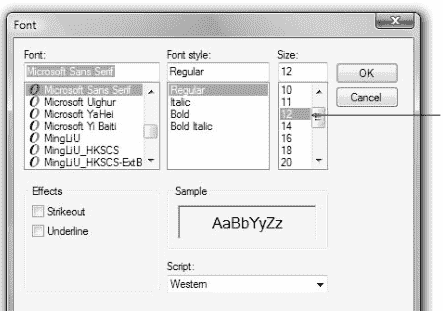 Font
Font:
Font style:
Size:
Microsoft Sans Serif
Regular
12
OK
Cancel
Microsoft Sans Serif
Microsoft Uighur
Microsoft YaHei
Microsoft Yi Baiti
MingLiU
MingLiU_HKSCS
MingLiU_HKSCS-ExtB
Regular
Italic
Bold
Bold Italic
10
11
12
14
16
18
20
Effects
Strikeout
Underline
Sample
AaBbYyZz
Script:
Western